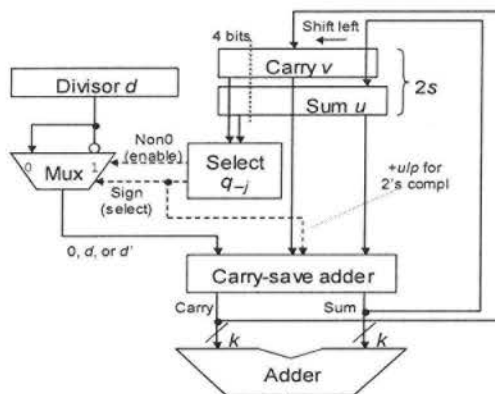 4 bits
Shift left
Carry v
Divisor d
Sum u
2s
Non0
(enable)
0
1
Mux
Select
q–j
Sign
(select)
+ulp for
2's compl
0, d, or d'
Carry-save adder
Carry
Sum
k
k
Adder